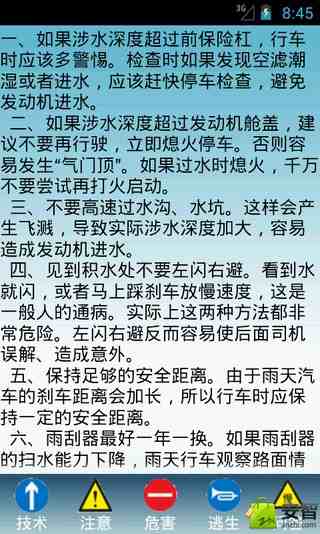 3G 8:45
一、如果涉水深度超过前保险杠，行车
时应该多警惕。检查时如果发现空滤潮
湿或者进水，应该赶快停车检查，避免
发动机进水。
二、如果涉水深度超过发动机舱盖，建
议不要再行驶，立即熄火停车。否则容
易发生“气门顶”。如果过水时熄火，千万
不要尝试再打火启动。
三、不要高速过水沟、水坑。这样会产
生飞溅，导致实际涉水深度加大，容易
造成发动机进水。
四、见到积水处不要左闪右避。看到水
就闪，或者马上踩刹车放慢速度，这是
一般人的通病。实际上这两种方法都非
常危险。左闪右避反而容易使后面司机
误解、造成意外。
五、保持足够的安全距离。由于雨天汽
车的刹车距离会加长，所以行车时应保
持一定的安全距离。
六、雨刮器最好一年一换。如果雨刮器
的扫水能力下降，雨天行车观察路面情
技术 注意 危害 逃生
安智